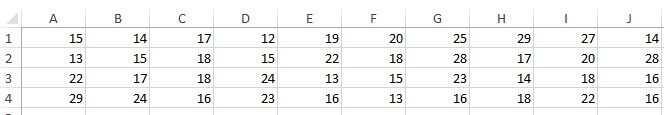 A B C D E F G H I J
1 15 14 17 12 19 20 25 29 27 14
2 13 15 18 15 22 18 28 17 20 28
3 22 17 18 24 13 15 23 14 18 16
4 29 24 16 23 16 13 16 18 22 16